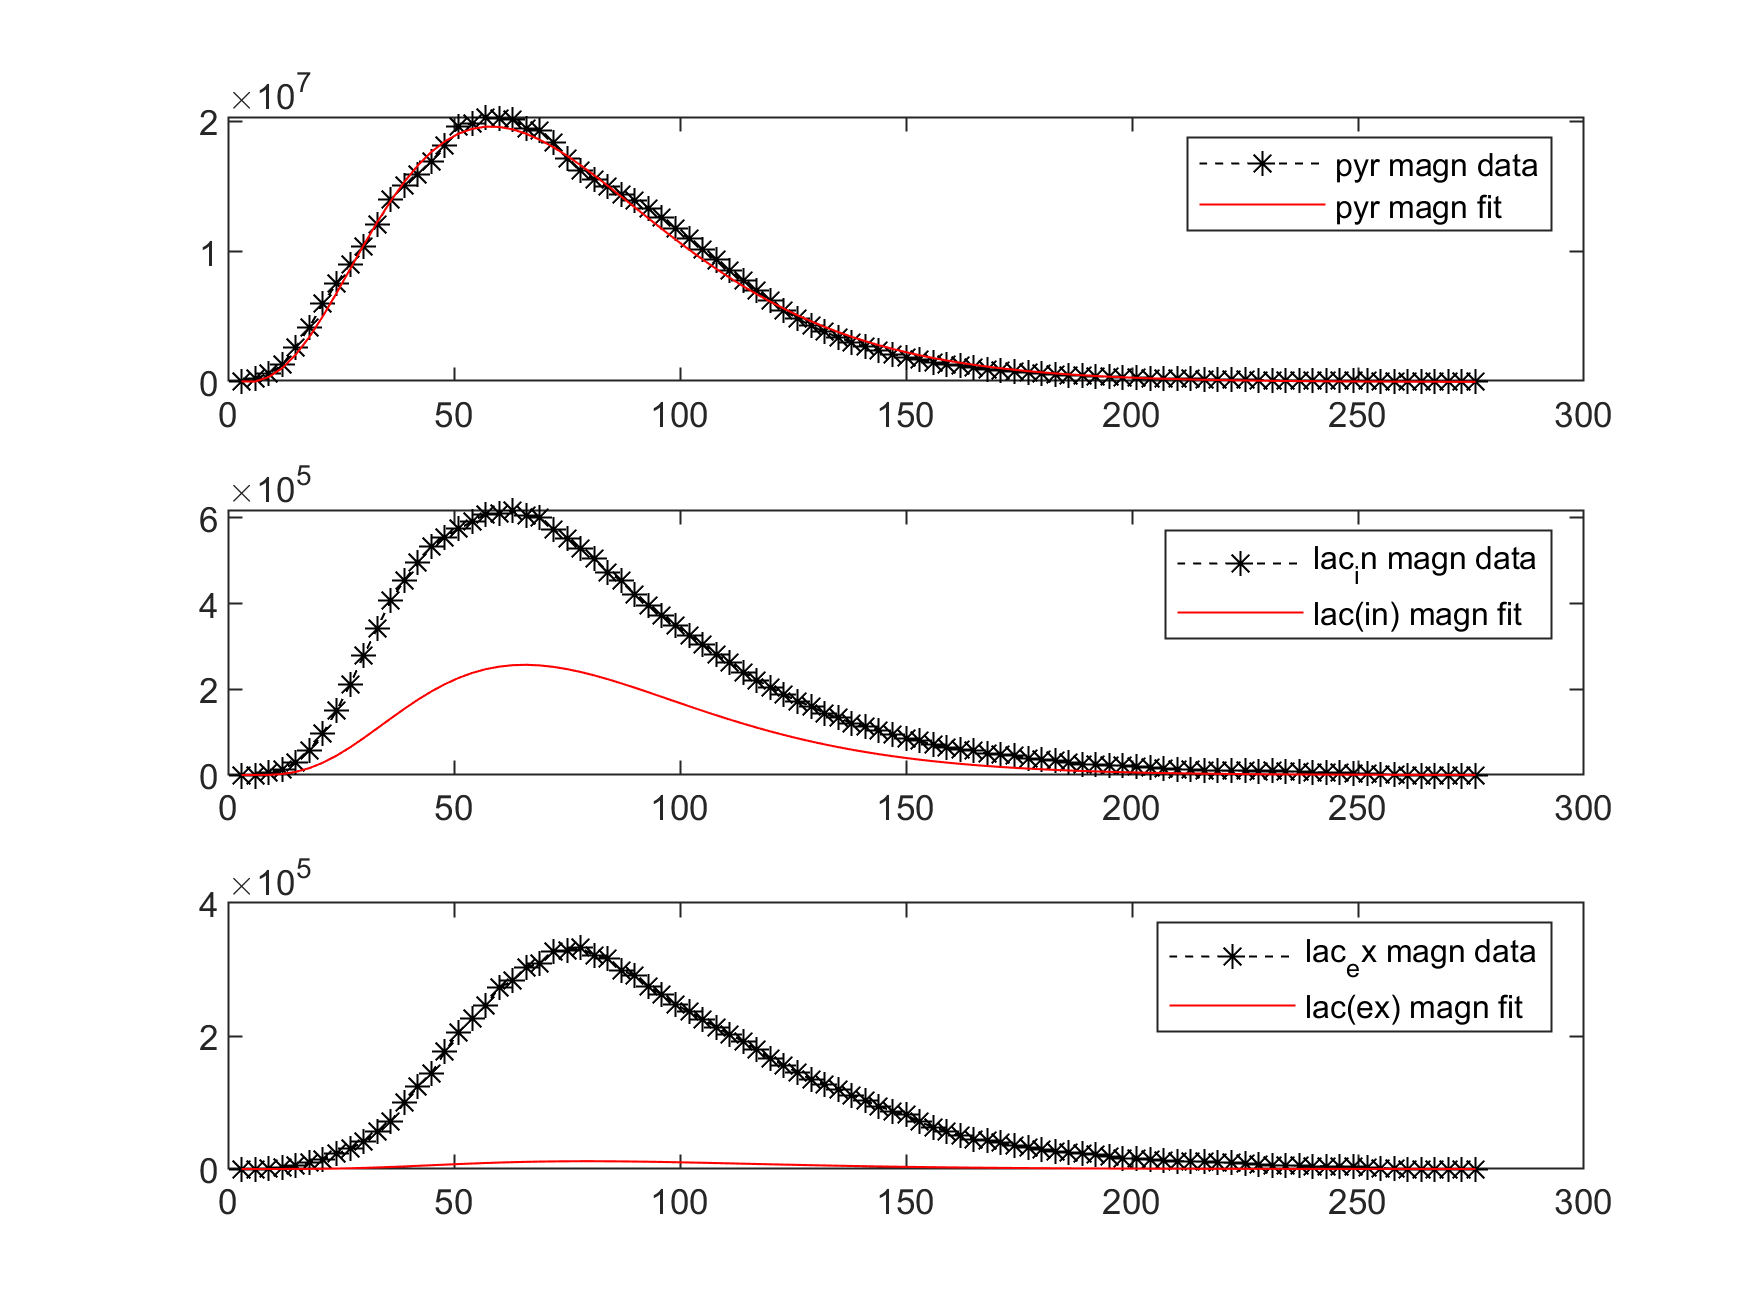 ×10^7
2
1
0
pyr magn data
pyr magn fit
0 50 100 150 200 250 300
×10^5
6
4
2
0
lac_in magn data
lac(in) magn fit
0 50 100 150 200 250 300
×10^5
4
2
0
lac_ex magn data
lac(ex) magn fit
0 50 100 150 200 250 300